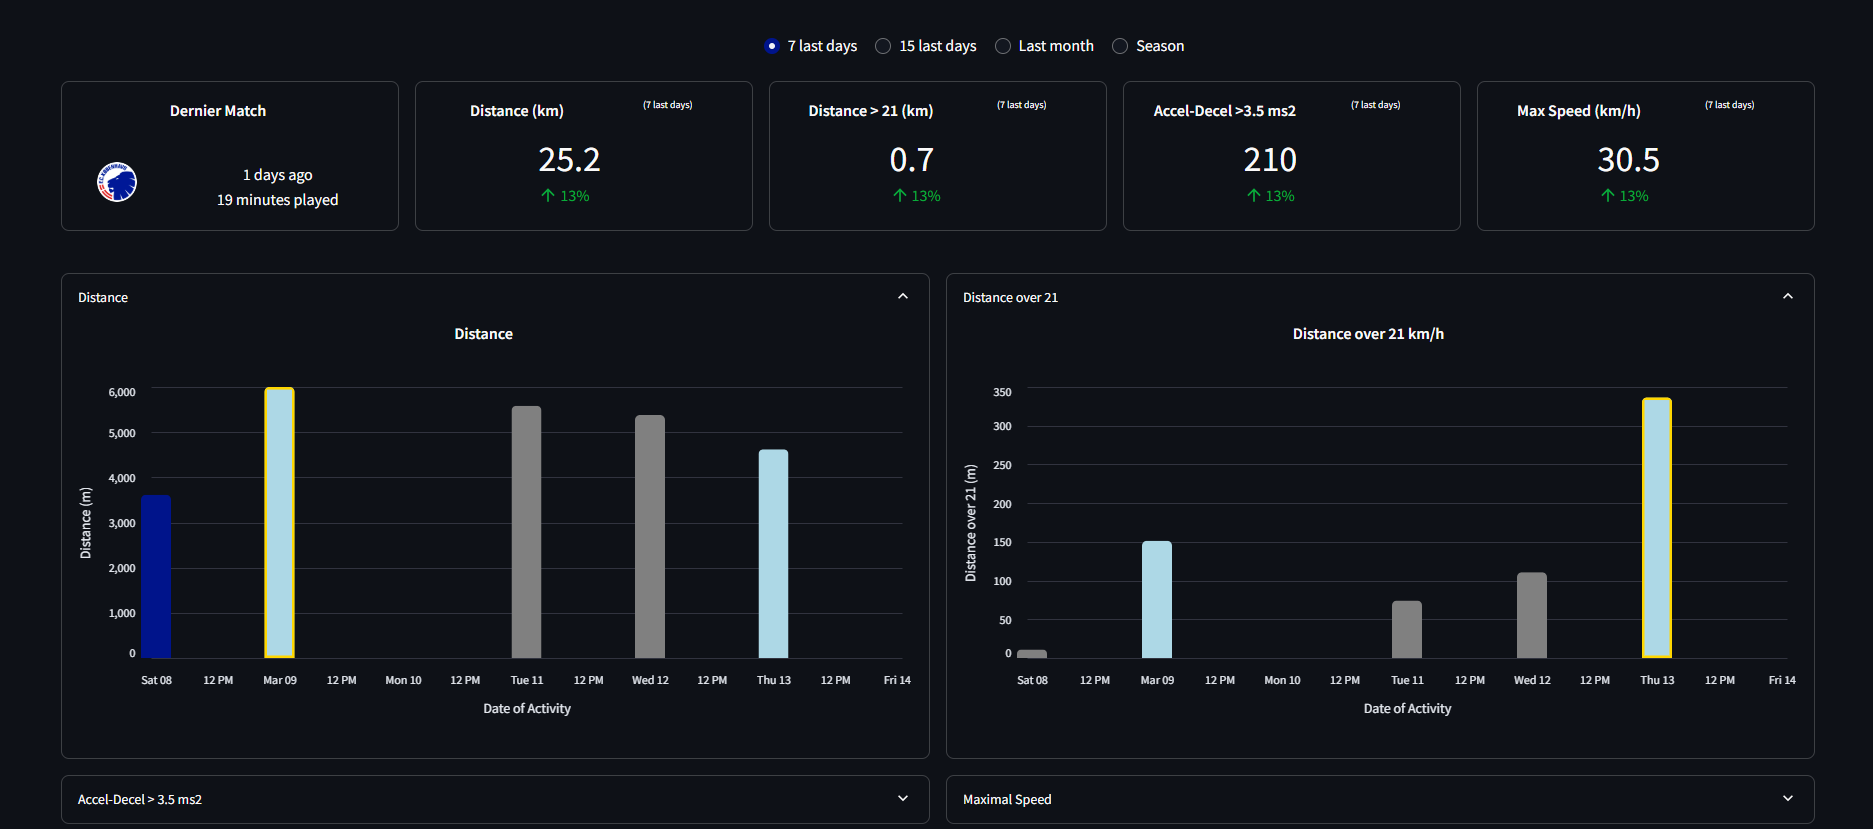 7 last days
15 last days
Last month
Season
Dernier Match
1 days ago
19 minutes played
Distance (km)
(7 last days)
25.2
13%
Distance > 21 (km)
(7 last days)
0.7
13%
Accel-Decel >3.5 ms2
(7 last days)
210
13%
Max Speed (km/h)
(7 last days)
30.5
13%
Distance
Distance
6,000
5,000
4,000
3,000
2,000
1,000
0
Distance (m)
Sat 08 12 PM Mar 09 12 PM Mon 10 12 PM Tue 11 12 PM Wed 12 12 PM Thu 13 12 PM Fri 14
Date of Activity
Distance over 21
Distance over 21 km/h
350
300
250
200
150
100
50
0
Distance over 21 (m)
Sat 08 12 PM Mar 09 12 PM Mon 10 12 PM Tue 11 12 PM Wed 12 12 PM Thu 13 12 PM Fri 14
Date of Activity
Accel-Decel > 3.5 ms2
Maximal Speed